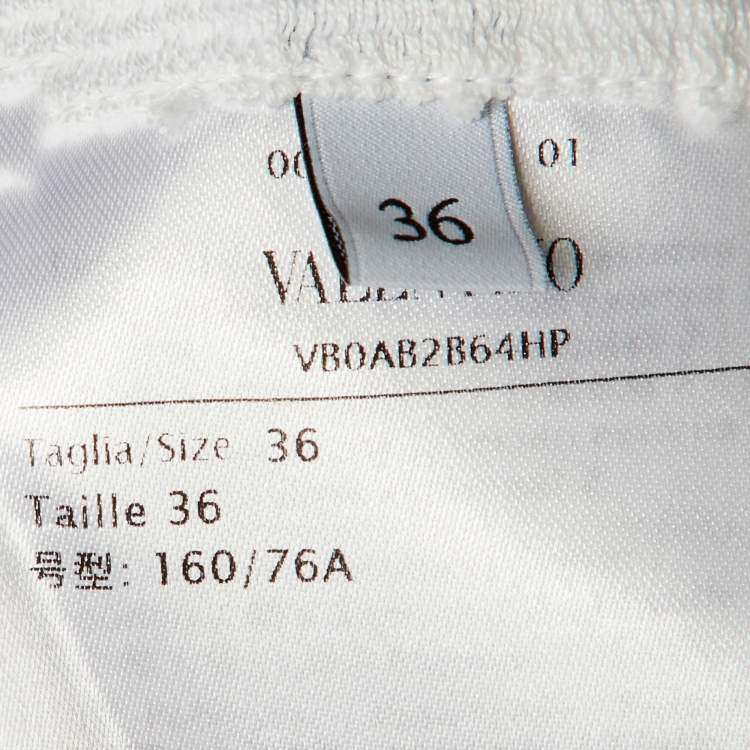 01
36
VB0AB2B64HP
Taglia/Size 36
Taille 36
号型: 160/76A